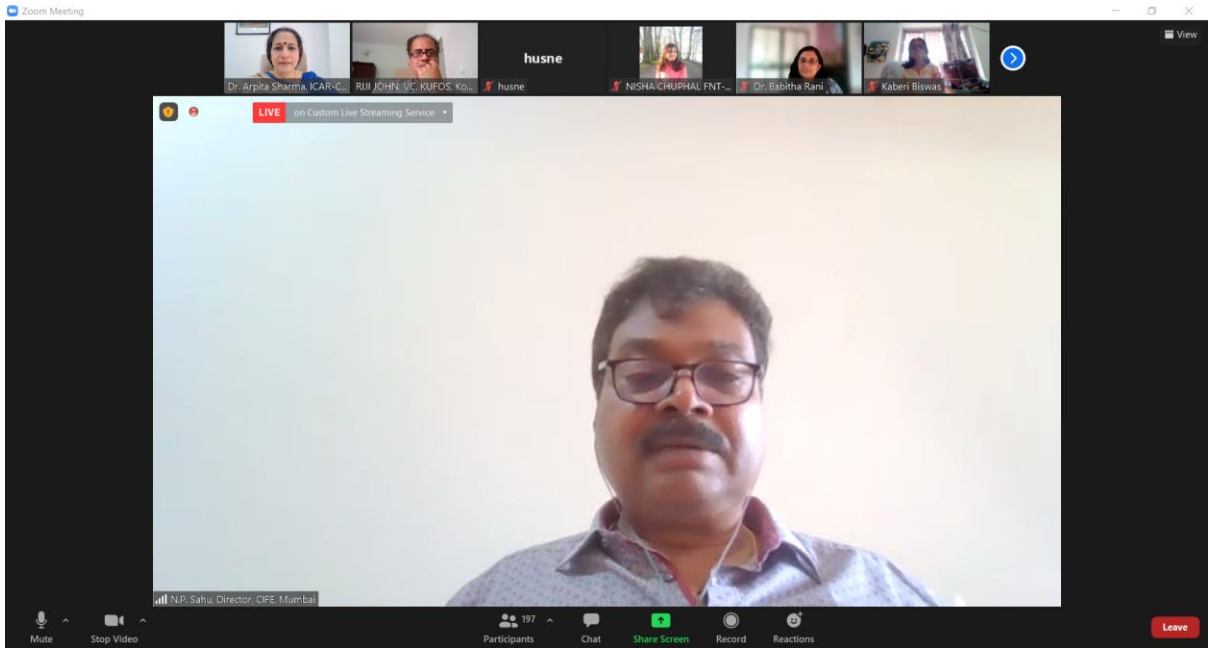 Zoom Meeting
View
husne
Dr. Arpita Sharma, ICAR-C...
RIJI JOHN, VC, KUFOS, Ko...
husne
NISHA CHUPHAL FNT-...
Dr. Babitha Rani
Kaberi Biswas
LIVE on Custom Live Streaming Service
N.P. Sahu, Director, CIFE, Mumbai
197
Mute
Stop Video
Participants
Chat
Share Screen
Record
Reactions
Leave